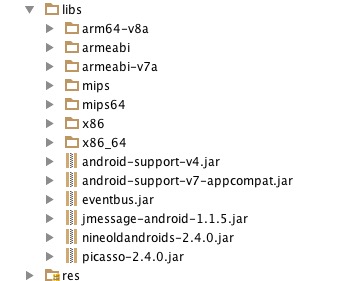 libs
arm64-v8a
armeabi
armeabi-v7a
mips
mips64
x86
x86_64
android-support-v4.jar
android-support-v7-appcompat.jar
eventbus.jar
jmessage-android-1.1.5.jar
nineoldandroids-2.4.0.jar
picasso-2.4.0.jar
res